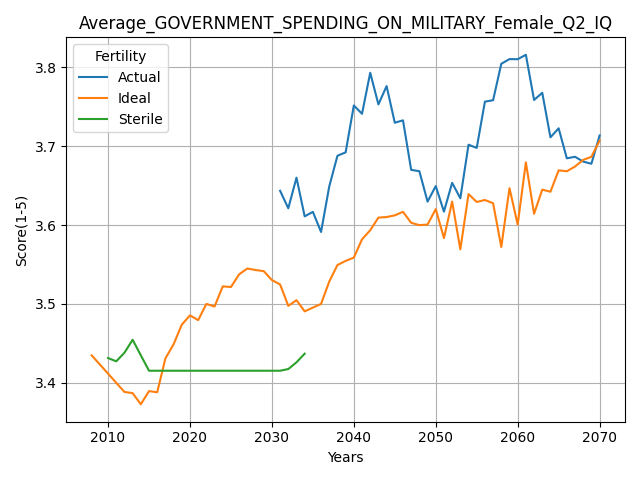 Average_GOVERNMENT_SPENDING_ON_MILITARY_Female_Q2_IQ
Fertility
Actual
Ideal
Sterile
Score(1-5)
3.8
3.7
3.6
3.5
3.4
2010 2020 2030 2040 2050 2060 2070
Years